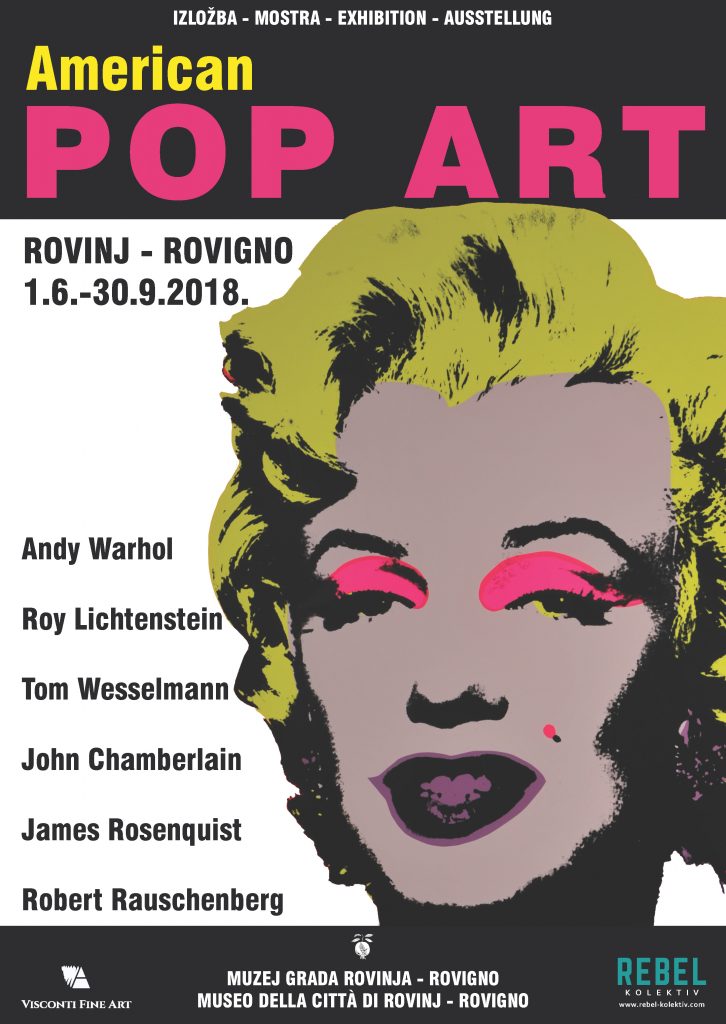 IZLOŽBA - MOSTRA - EXHIBITION - AUSSTELLUNG
American
POP ART
ROVINJ - ROVIGNO
1.6.-30.9.2018.
Andy Warhol
Roy Lichtenstein
Tom Wesselmann
John Chamberlain
James Rosenquist
Robert Rauschenberg
VISCONTI FINE ART
MUZEJ GRADA ROVINJA - ROVIGNO
MUSEO DELLA CITTÀ DI ROVINJ - ROVIGNO
REBEL
KOLEKTIV
www.rebel-kolektiv.com